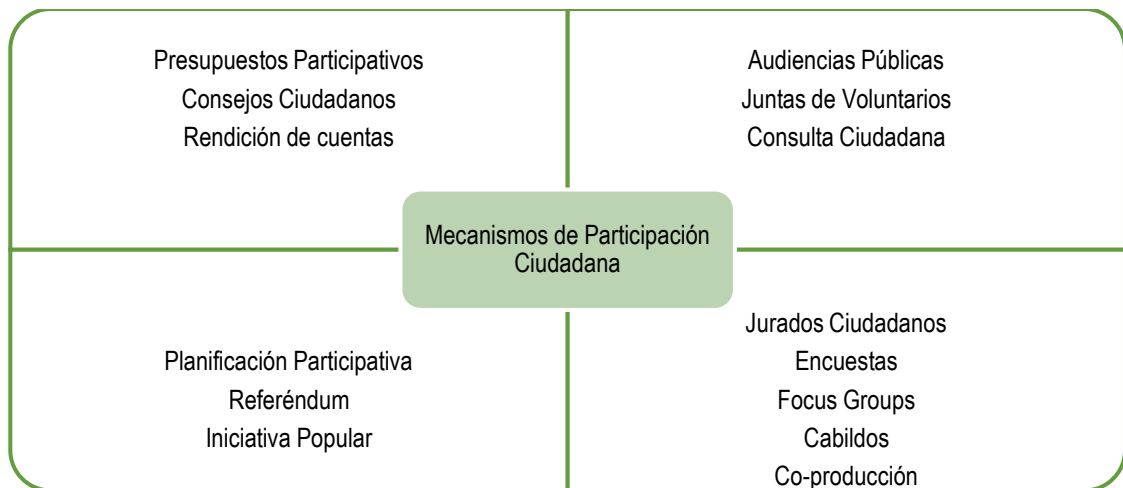 Presupuestos Participativos
Consejos Ciudadanos
Rendición de cuentas
Audiencias Públicas
Juntas de Voluntarios
Consulta Ciudadana
Mecanismos de Participación
Ciudadana
Planificación Participativa
Referéndum
Iniciativa Popular
Jurados Ciudadanos
Encuestas
Focus Groups
Cabildos
Co-producción